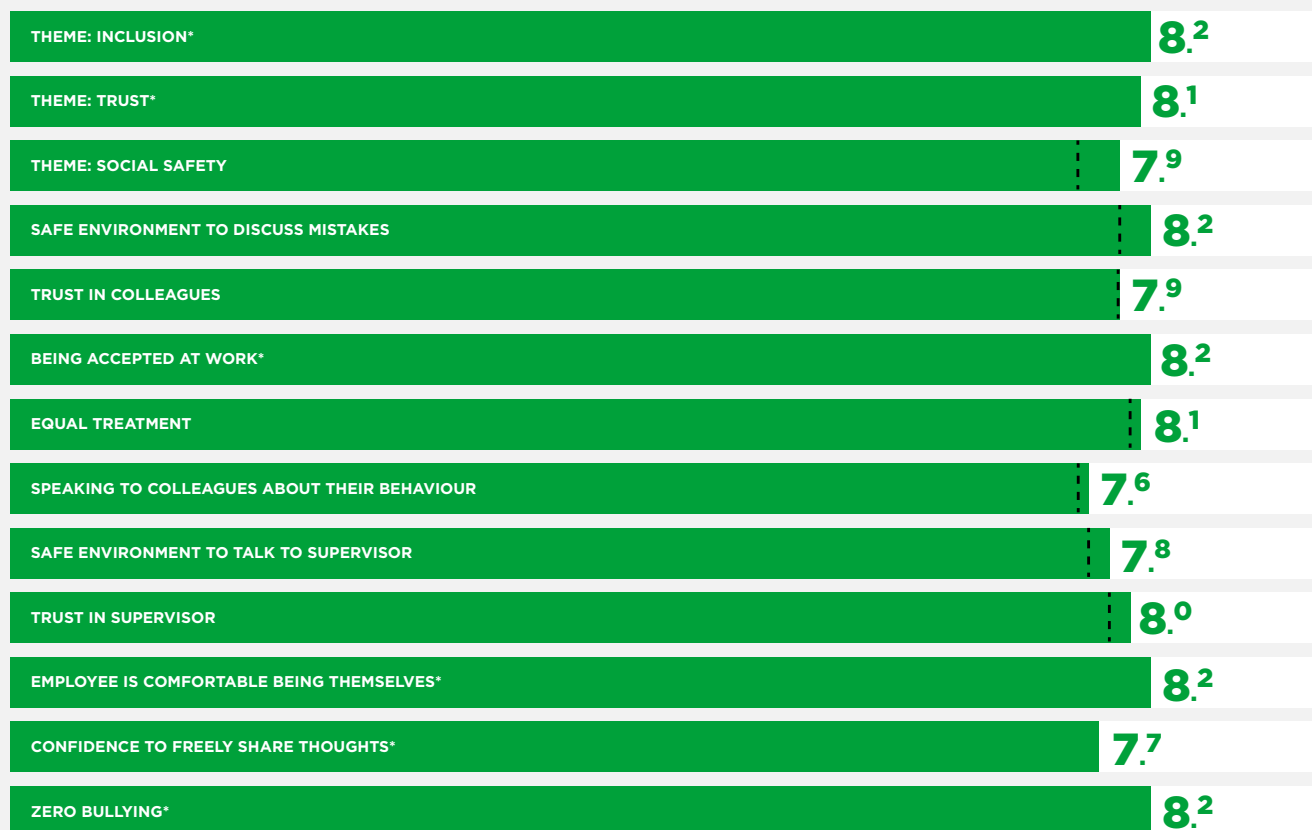 THEME: INCLUSION* 8.2
THEME: TRUST* 8.1
THEME: SOCIAL SAFETY 7.9
SAFE ENVIRONMENT TO DISCUSS MISTAKES 8.2
TRUST IN COLLEAGUES 7.9
BEING ACCEPTED AT WORK* 8.2
EQUAL TREATMENT 8.1
SPEAKING TO COLLEAGUES ABOUT THEIR BEHAVIOUR 7.6
SAFE ENVIRONMENT TO TALK TO SUPERVISOR 7.8
TRUST IN SUPERVISOR 8.0
EMPLOYEE IS COMFORTABLE BEING THEMSELVES* 8.2
CONFIDENCE TO FREELY SHARE THOUGHTS* 7.7
ZERO BULLYING* 8.2